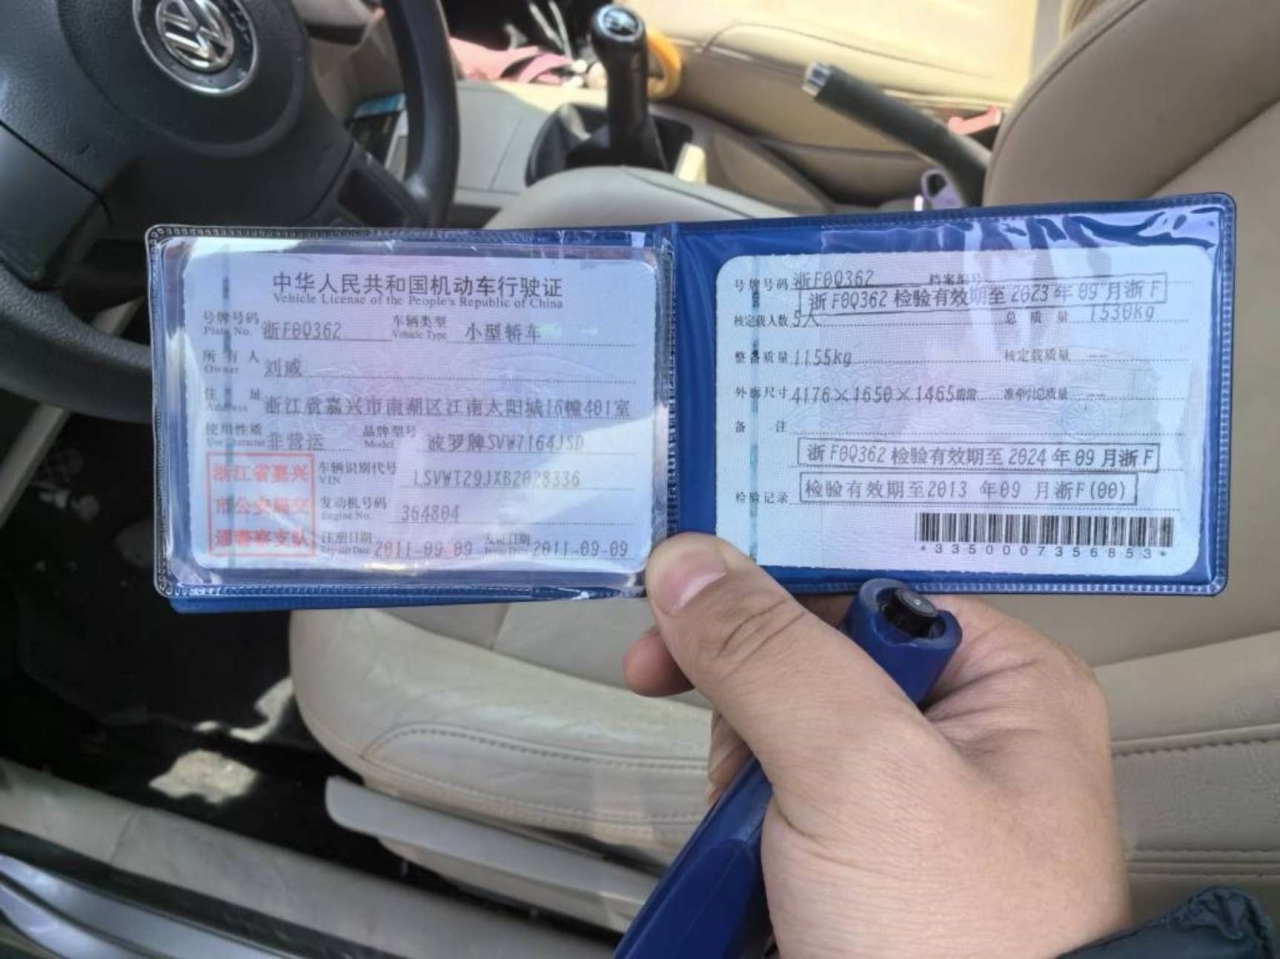 中华人民共和国机动车行驶证
Vehicle License of the People's Republic of China
号牌号码 浙F0Q362 车辆类型 小型轿车
Plate No. Vehicle Type
所有人 刘威
Owner
住址 浙江省嘉兴市南湖区江南太阳城16幢401室
Address
使用性质 非营运 品牌型号 波罗牌SVW7164JSD
Use Character Model
浙江省嘉兴
市公安局交
通警察支队
车辆识别代号 LSVWT29JXB2028336
VIN
发动机号码 364804
Engine No.
注册日期 2011-09-09 发证日期 2011-09-09
Register Date Issue Date
号牌号码 浙F0Q362 档案编号
浙F0Q362 检验有效期至2023年09月浙F
核定载人数 5人 总质量 1530kg
整备质量 1155kg 核定载质量 --
外廓尺寸 4176×1650×1465mm 准牵引总质量 --
备注
浙F0Q362 检验有效期至2024年09月浙F
检验记录 检验有效期至2013 年09 月浙F(00)
*3350007356853*